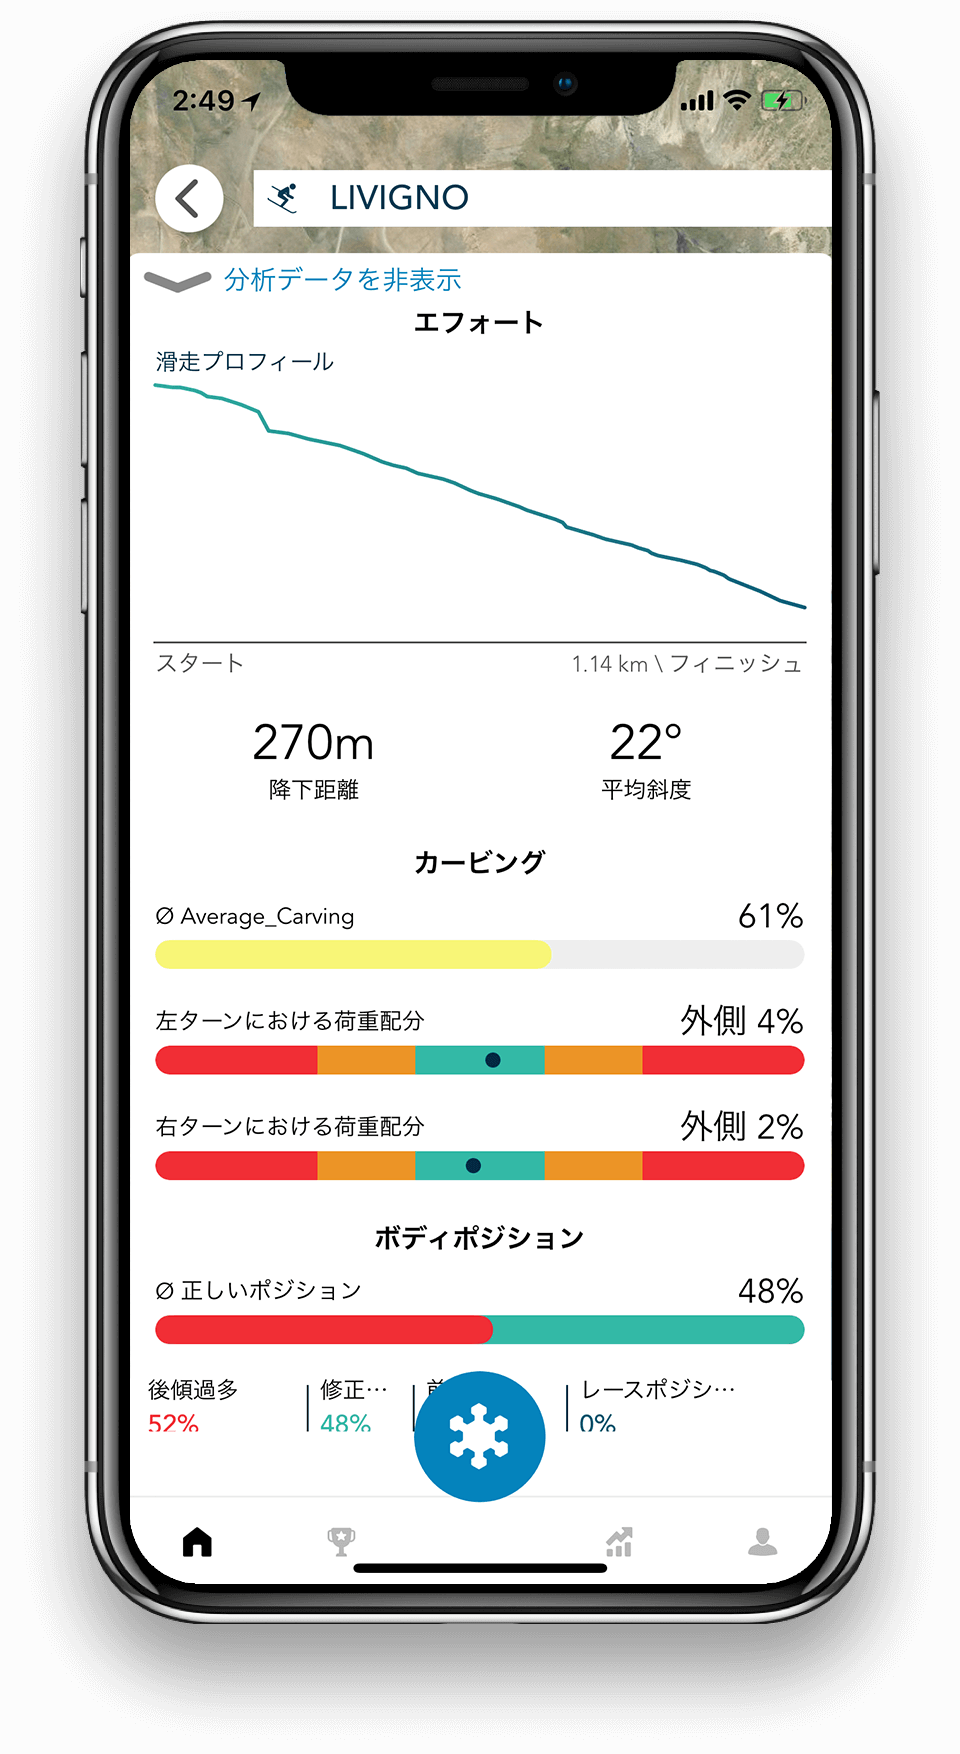 2:49
LIVIGNO
分析データを非表示
エフォート
滑走プロフィール
スタート 1.14 km \ フィニッシュ
270m 22°
降下距離 平均斜度
カービング
Ø Average_Carving 61%
左ターンにおける荷重配分 外側 4%
右ターンにおける荷重配分 外側 2%
ボディポジション
Ø 正しいポジション 48%
後傾過多 修正… レースポジシ…
52% 48% 0%